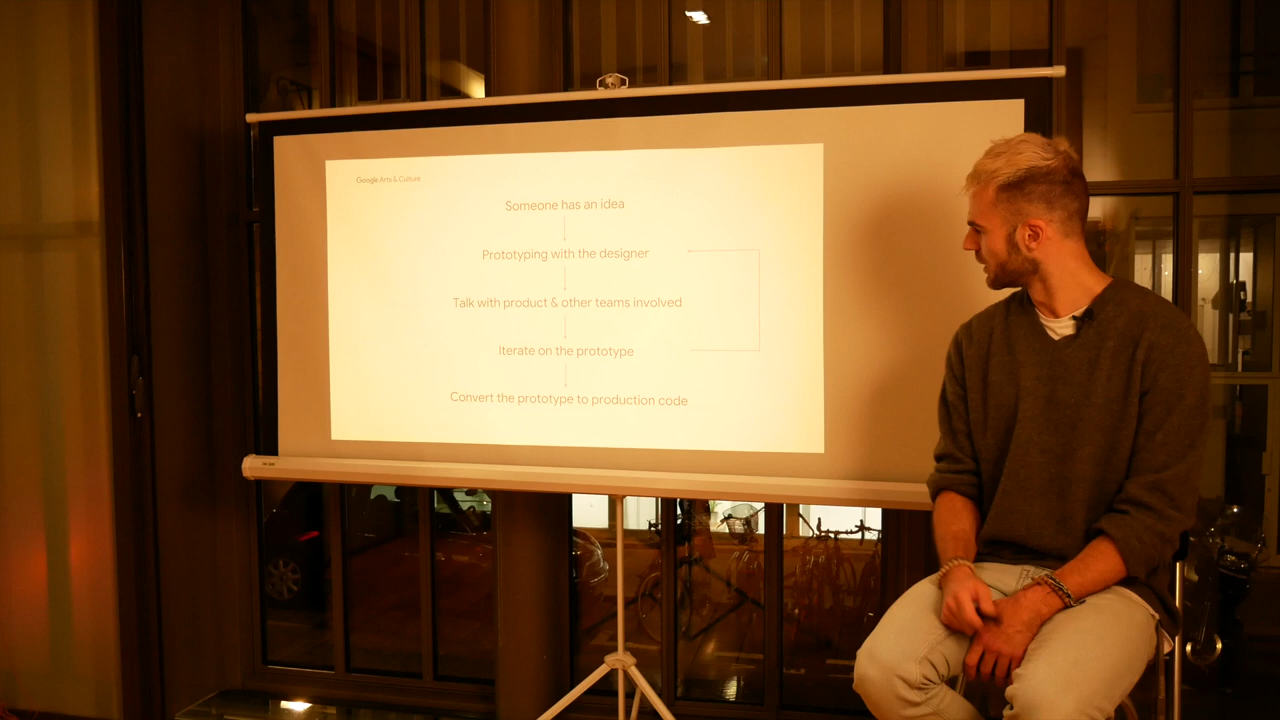 Google Arts & Culture
Someone has an idea
Prototyping with the designer
Talk with product & other teams involved
Iterate on the prototype
Convert the prototype to production code